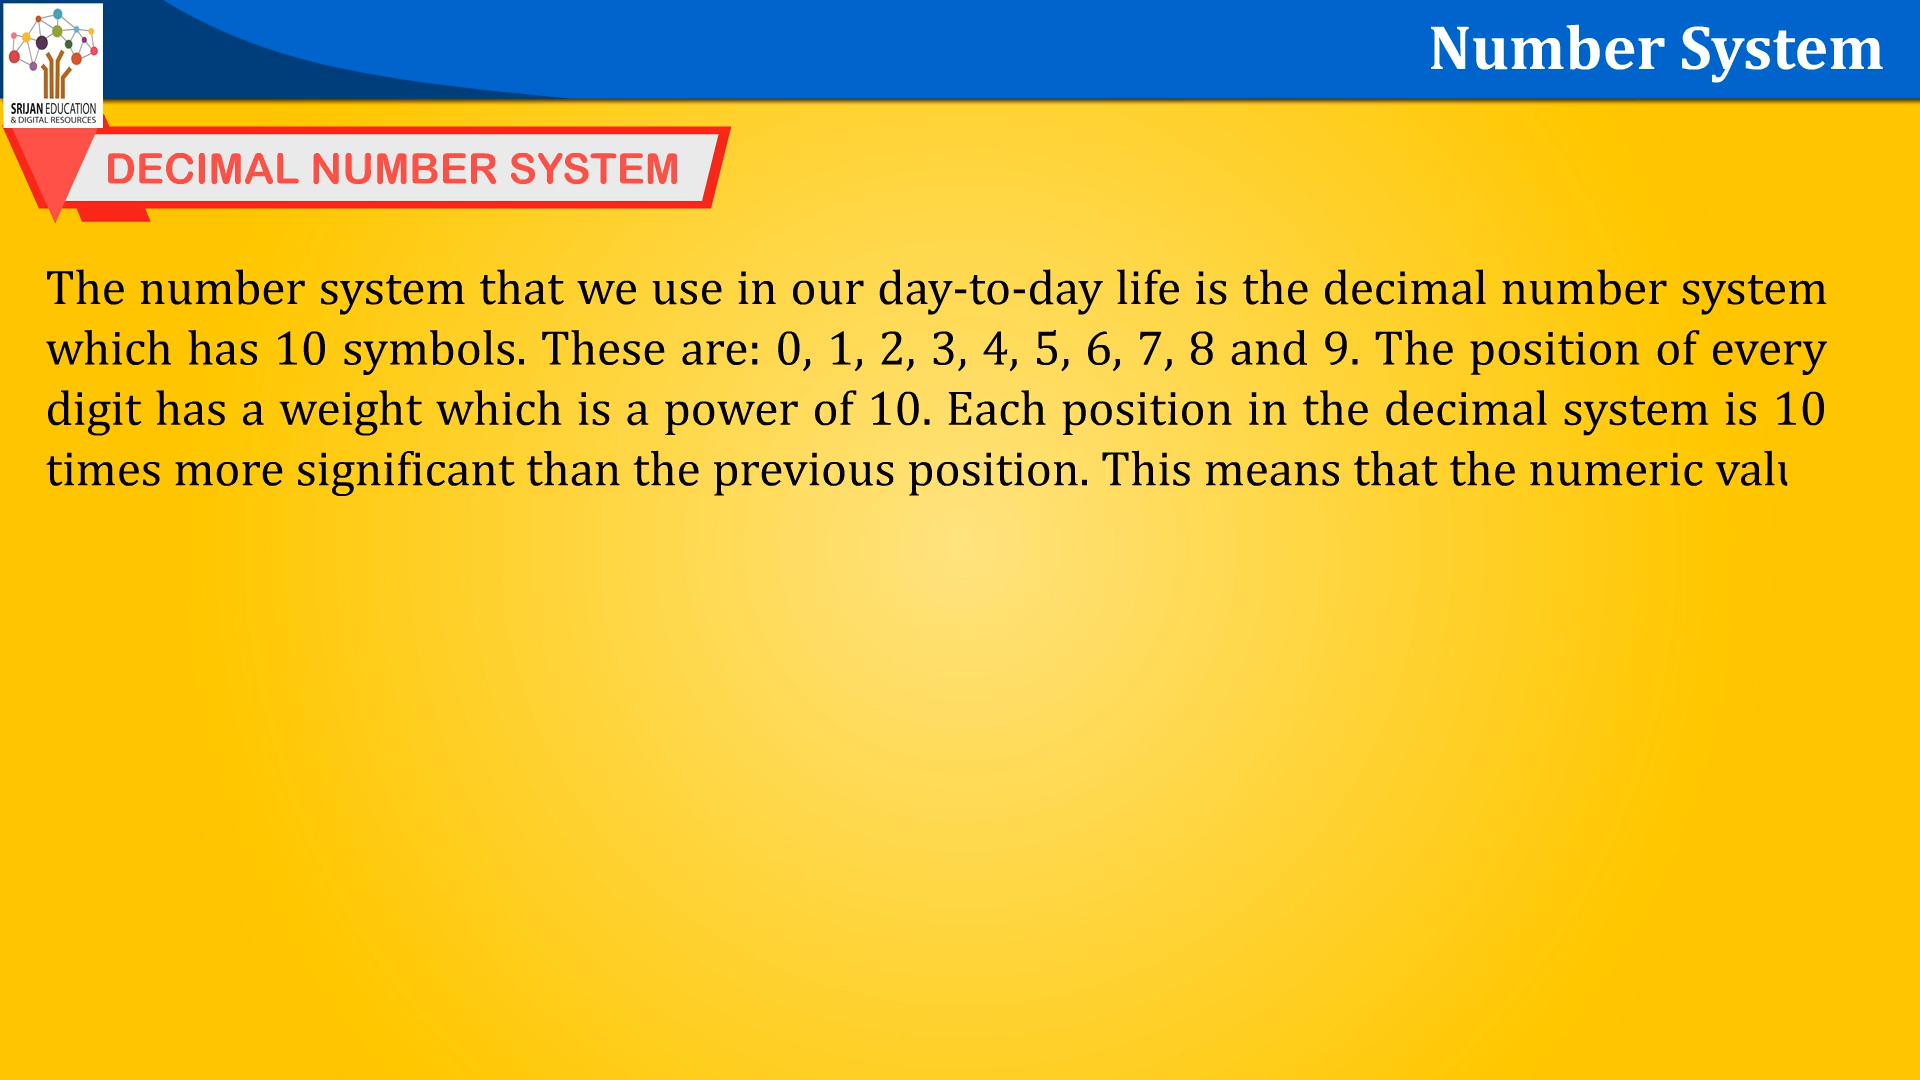 Number System
SRIJAN EDUCATION
& DIGITAL RESOURCES
DECIMAL NUMBER SYSTEM
The number system that we use in our day-to-day life is the decimal number system
which has 10 symbols. These are: 0, 1, 2, 3, 4, 5, 6, 7, 8 and 9. The position of every
digit has a weight which is a power of 10. Each position in the decimal system is 10
times more significant than the previous position. This means that the numeric